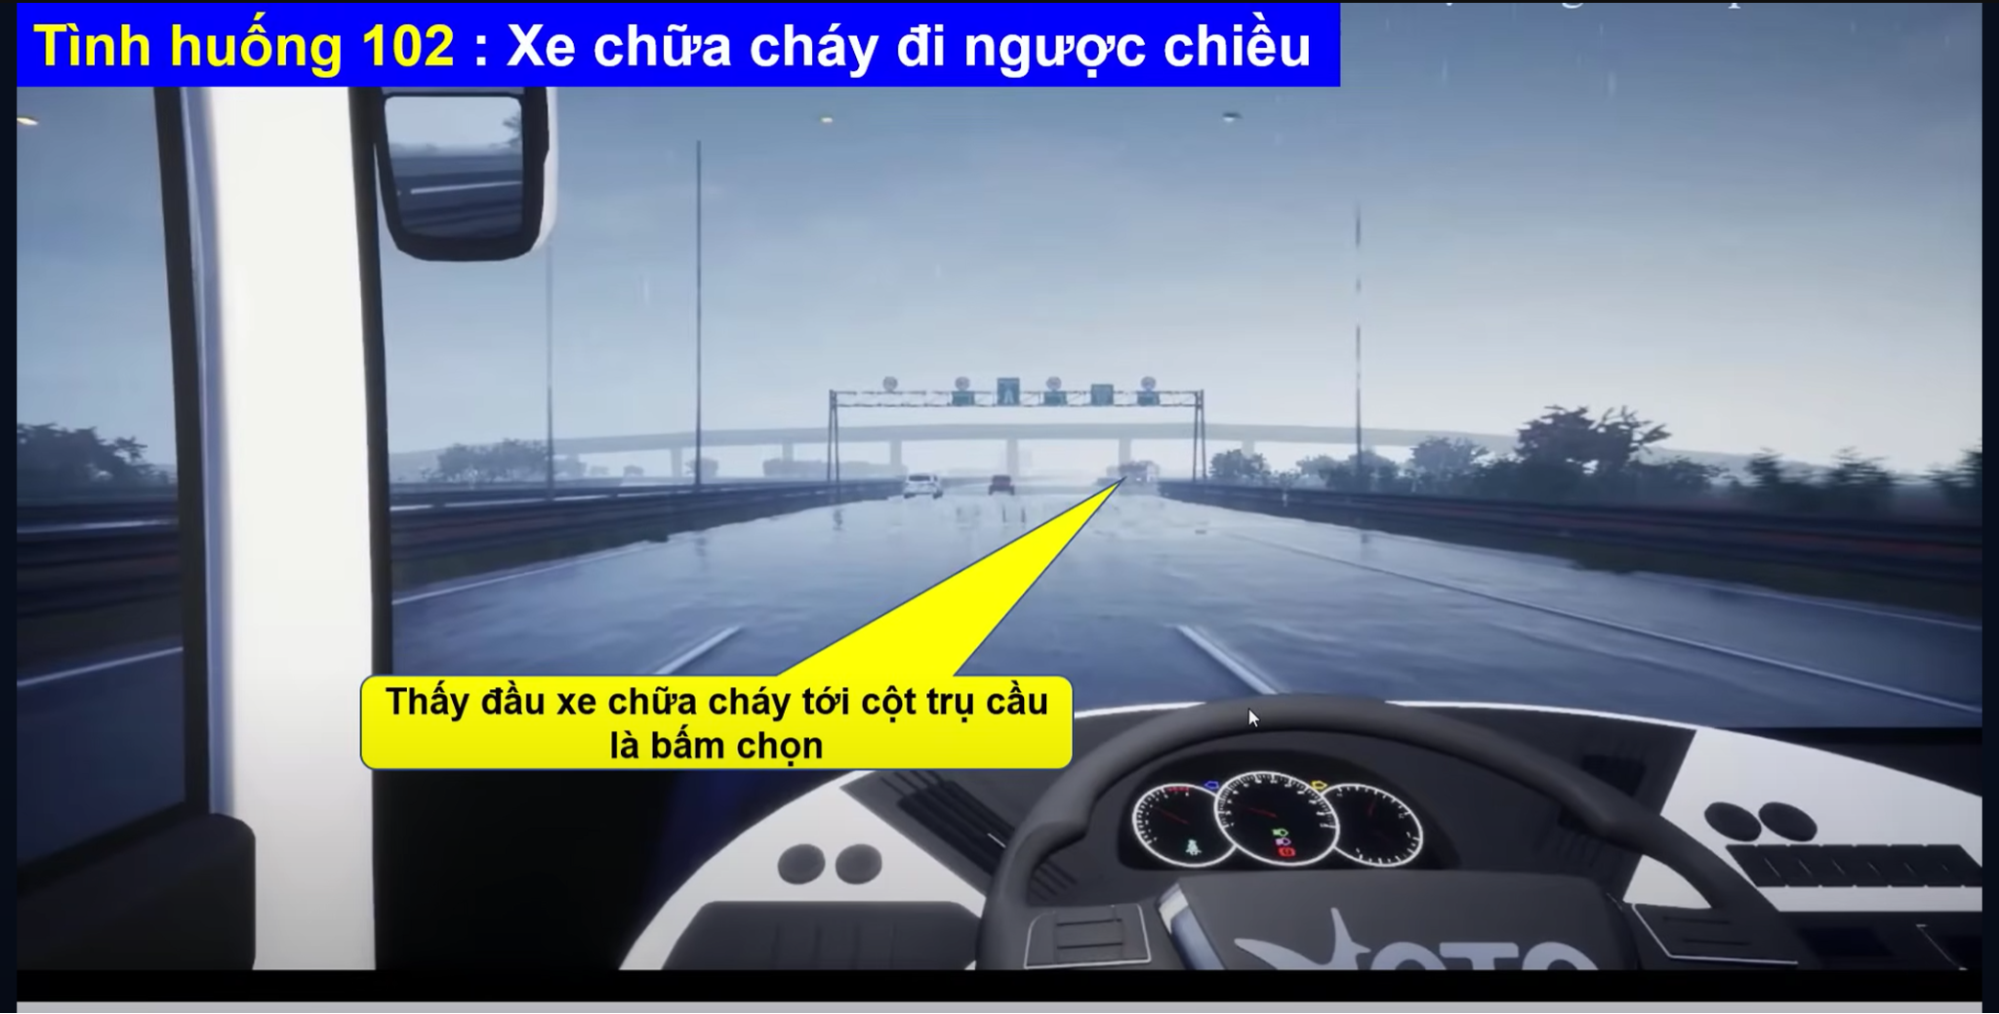 Tình huống 102 : Xe chữa cháy đi ngược chiều
Thấy đầu xe chữa cháy tới cột trụ cầu
là bấm chọn